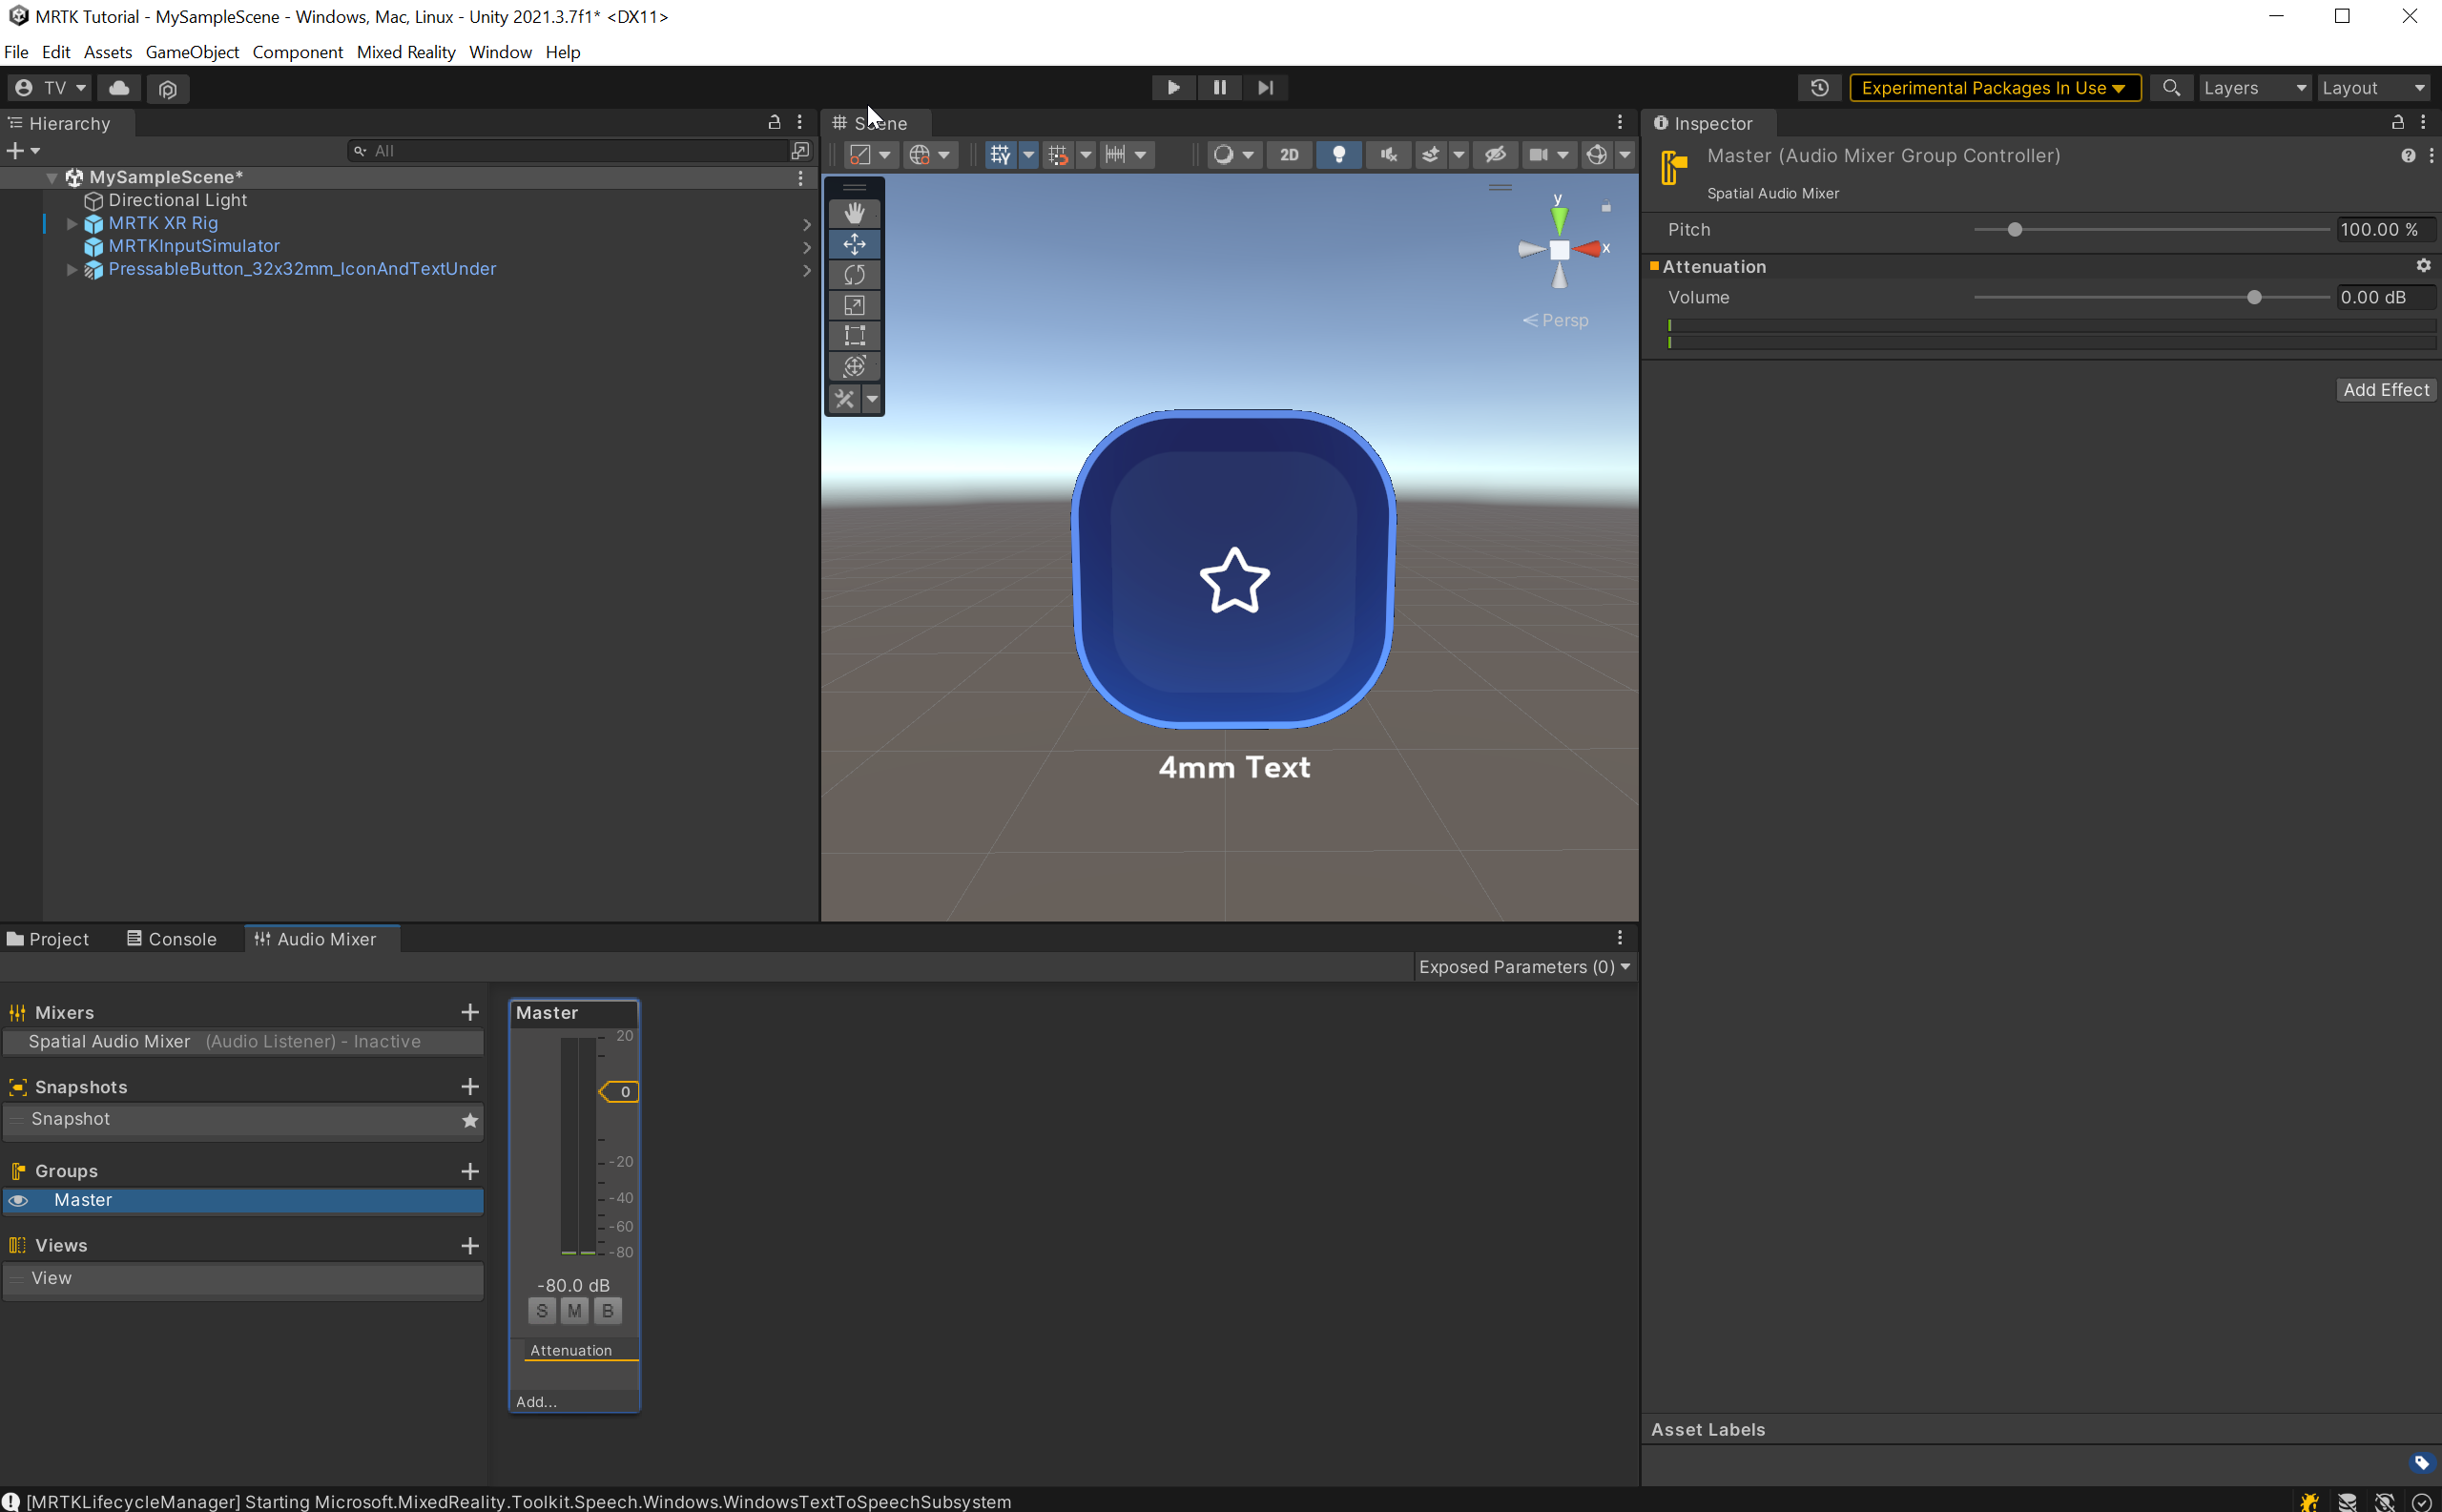 MRTK Tutorial - MySampleScene - Windows, Mac, Linux - Unity 2021.3.7f1* <DX11>
File Edit Assets GameObject Component Mixed Reality Window Help
TV
Experimental Packages In Use
Layers
Layout
Hierarchy
All
MySampleScene*
Directional Light
MRTK XR Rig
MRTKInputSimulator
PressableButton_32x32mm_IconAndTextUnder
Scene
2D
y
x
Persp
4mm Text
Inspector
Master (Audio Mixer Group Controller)
Spatial Audio Mixer
Pitch 100.00 %
Attenuation
Volume 0.00 dB
Add Effect
Project Console Audio Mixer
Exposed Parameters (0)
Mixers
Spatial Audio Mixer (Audio Listener) - Inactive
Snapshots
Snapshot
Groups
Master
Views
View
Master
20
0
-20
-40
-60
-80
-80.0 dB
S M B
Attenuation
Add...
Asset Labels
[MRTKLifecycleManager] Starting Microsoft.MixedReality.Toolkit.Speech.Windows.WindowsTextToSpeechSubsystem